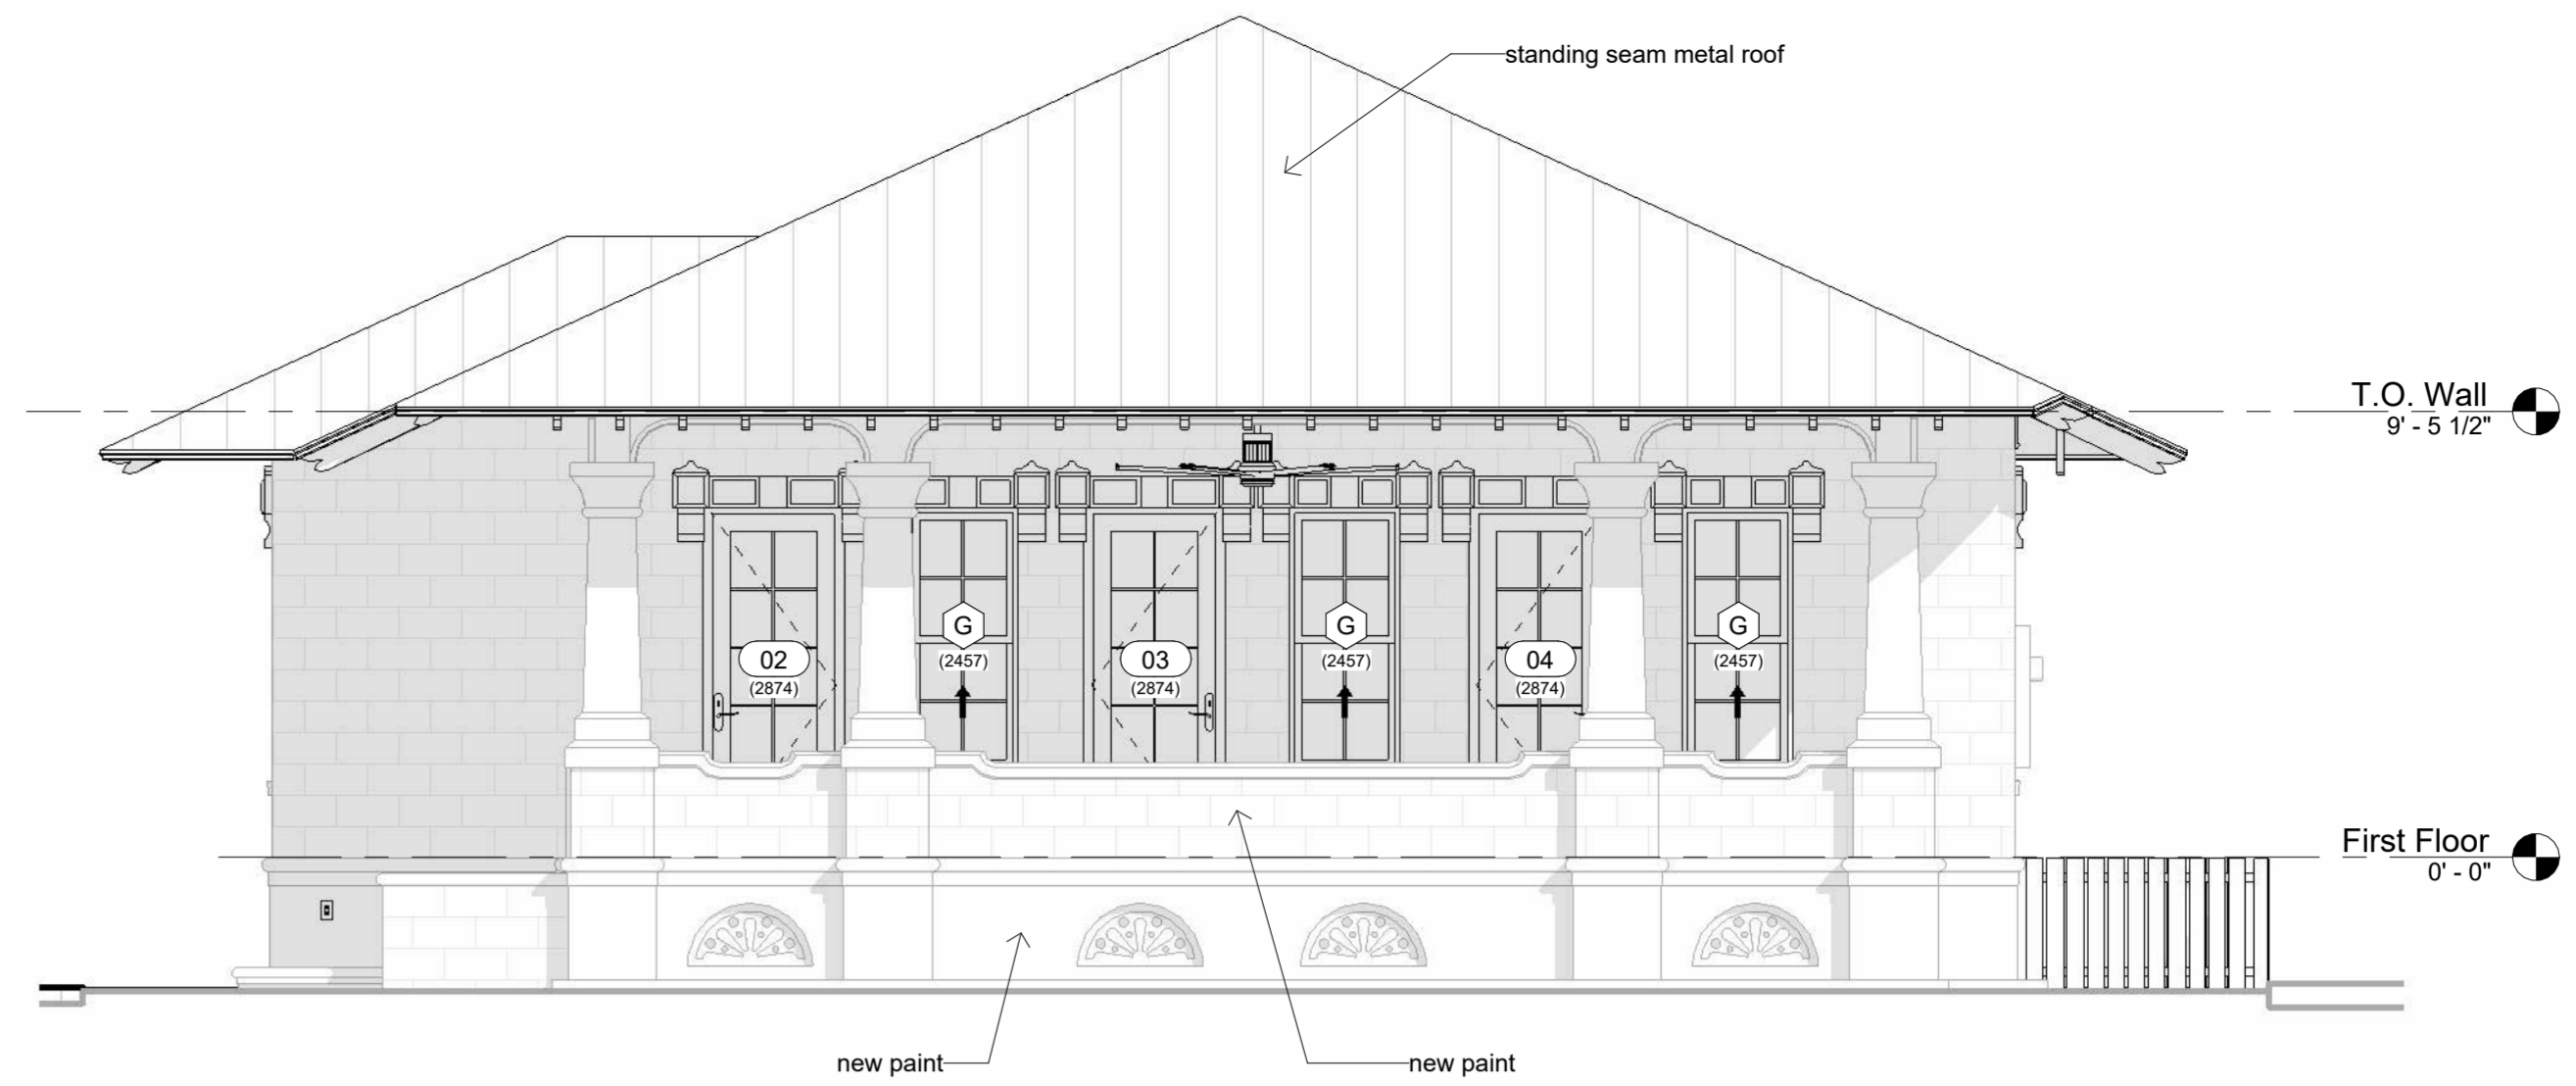 standing seam metal roof
T.O. Wall
9' - 5 1/2"
G
G
G
02
(2457)
03
(2457)
04
(2457)
(2874)
(2874)
(2874)
First Floor
0' - 0"
new paint
new paint